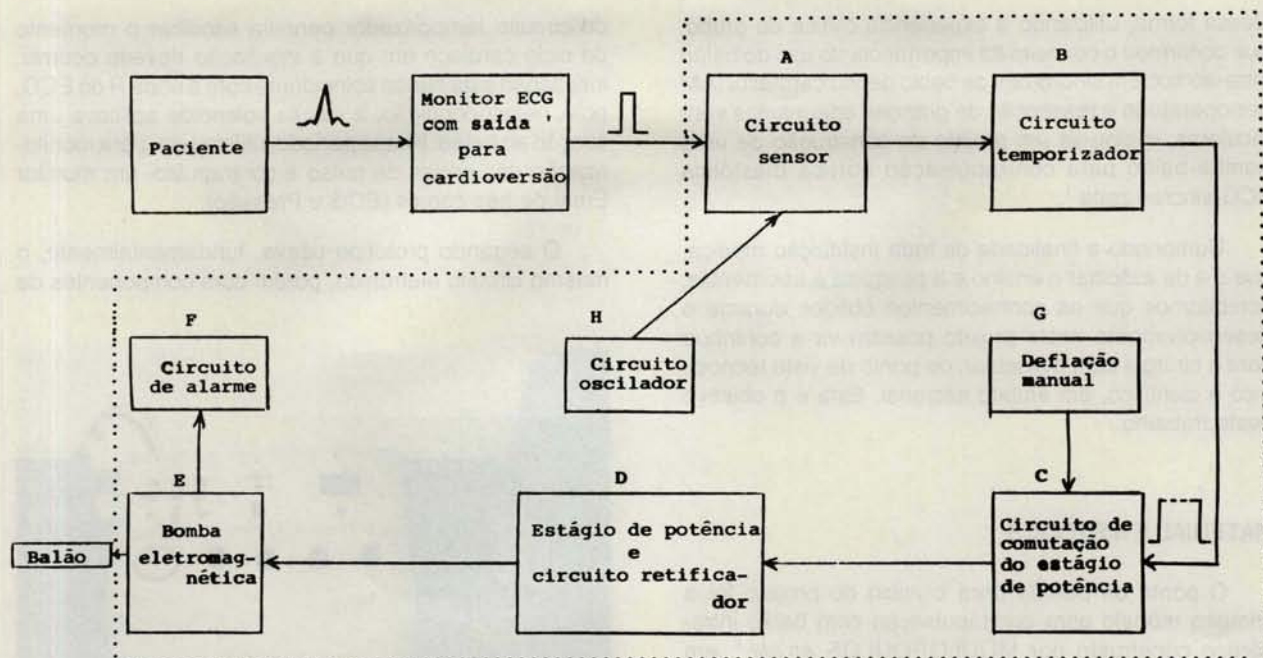 A
B
Paciente
Monitor ECG
com saída
para
cardioversão
Circuito
sensor
Circuito
temporizador
F
H
G
Circuito
de alarme
Circuito
oscilador
Deflação
manual
E
D
C
Balão
Bomba
eletromag-
nética
Estágio de potência
e
circuito retifica-
dor
Circuito de
comutação
do estágio
de potência